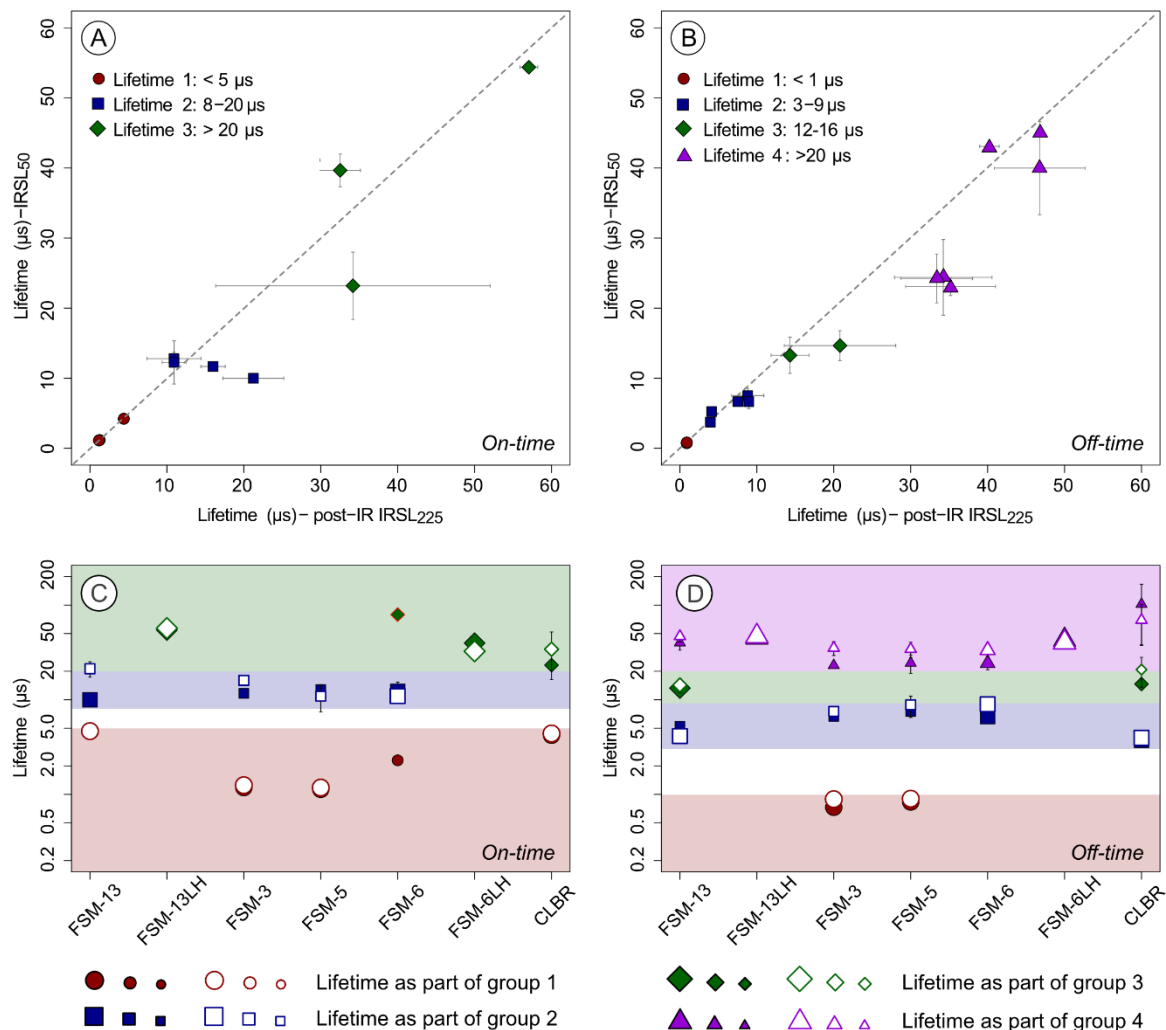 A
Lifetime 1: < 5 µs
Lifetime 2: 8−20 µs
Lifetime 3: > 20 µs
On-time
0 10 20 30 40 50 60
0 10 20 30 40 50 60
Lifetime (µs)−IRSL50
Lifetime (µs)− post−IR IRSL225
B
Lifetime 1: < 1 µs
Lifetime 2: 3−9 µs
Lifetime 3: 12-16 µs
Lifetime 4: >20 µs
Off-time
0 10 20 30 40 50 60
0 10 20 30 40 50 60
Lifetime (µs)−IRSL50
Lifetime (µs)− post−IR IRSL225
C
On-time
0.2 0.5 2.0 5.0 20 50 200
Lifetime (µs)
FSM-13 FSM-13LH FSM-3 FSM-5 FSM-6 FSM-6LH CLBR
D
Off-time
0.2 0.5 2.0 5.0 20 50 200
Lifetime (µs)
FSM-13 FSM-13LH FSM-3 FSM-5 FSM-6 FSM-6LH CLBR
Lifetime as part of group 1
Lifetime as part of group 2
Lifetime as part of group 3
Lifetime as part of group 4